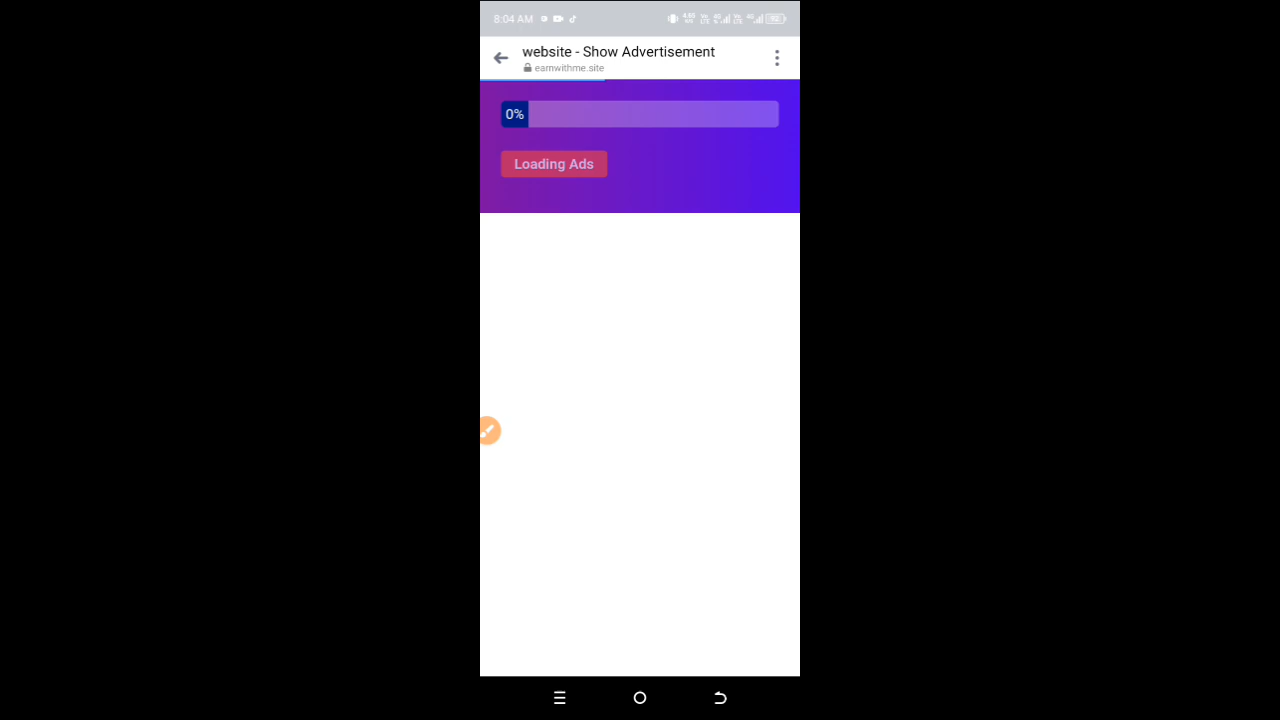 8:04 AM
website - Show Advertisement
earnwithme.site
0%
Loading Ads